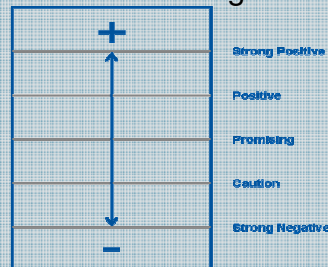 +
Strong Positive
Positive
Promising
Caution
Strong Negative
-